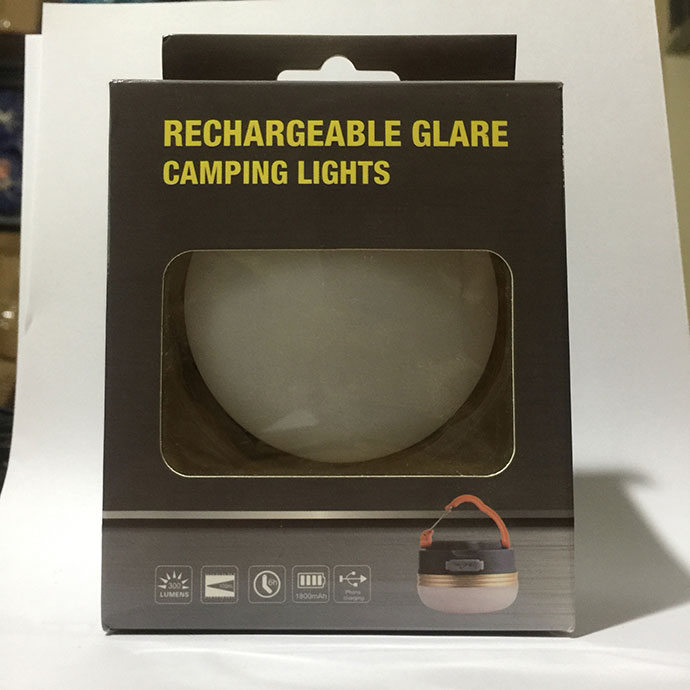 RECHARGEABLE GLARE
CAMPING LIGHTS
300
LUMENS
6h
1800mAh
Phone
charging